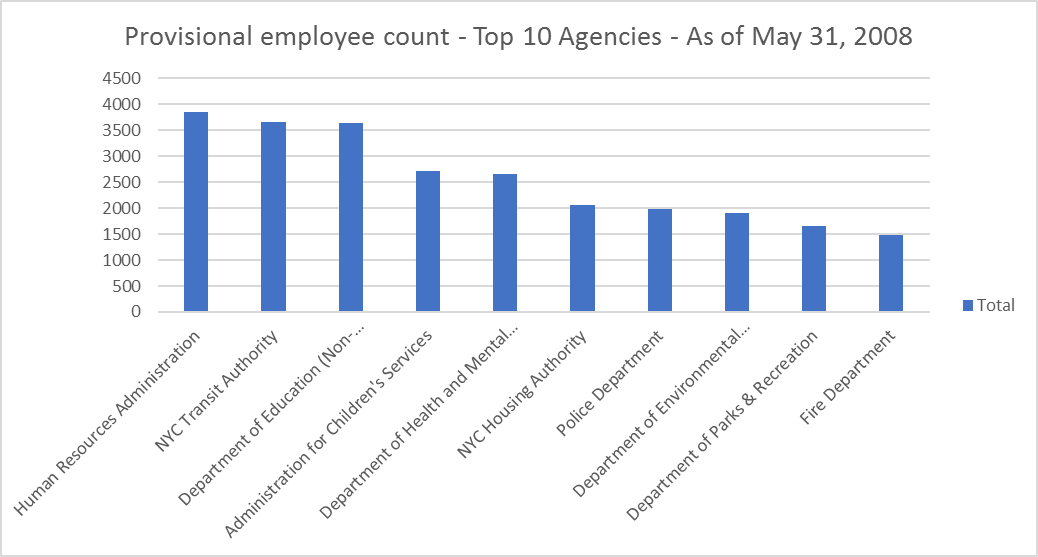 Provisional employee count - Top 10 Agencies - As of May 31, 2008
4500
4000
3500
3000
2500
2000
1500
1000
500
0
Human Resources Administration
NYC Transit Authority
Department of Education (Non-...
Administration for Children's Services
Department of Health and Mental...
NYC Housing Authority
Police Department
Department of Environmental...
Department of Parks & Recreation
Fire Department
Total